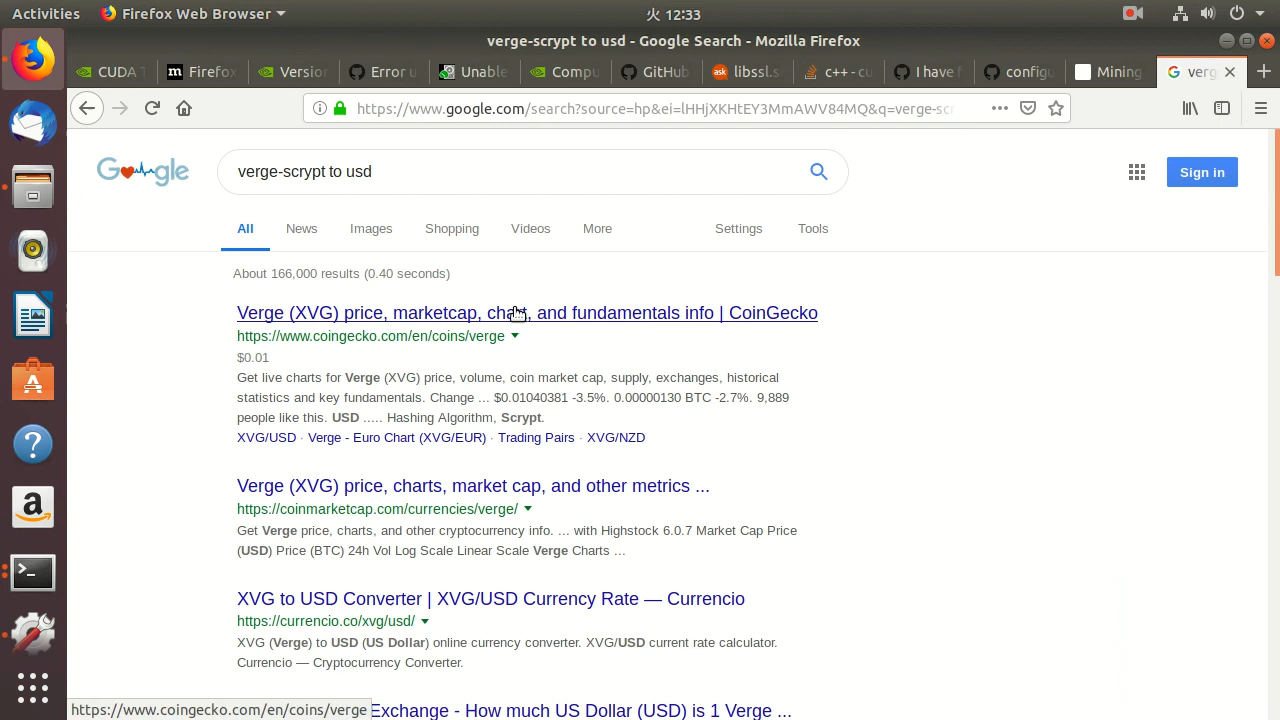 Activities Firefox Web Browser 火 12:33
verge-scrypt to usd - Google Search - Mozilla Firefox
CUDA Firefox Version Error u Unable Compu GitHub libssl.s c++ - cu I have configu Mining verg
https://www.google.com/search?source=hp&ei=lHHjXKHtEY3MmAWV84MQ&q=verge-scr
Google verge-scrypt to usd Sign in
All News Images Shopping Videos More Settings Tools
About 166,000 results (0.40 seconds)
Verge (XVG) price, marketcap, chart, and fundamentals info | CoinGecko
https://www.coingecko.com/en/coins/verge
$0.01
Get live charts for Verge (XVG) price, volume, coin market cap, supply, exchanges, historical
statistics and key fundamentals. Change ... $0.01040381 -3.5%. 0.00000130 BTC -2.7%. 9,889
people like this. USD ..... Hashing Algorithm, Scrypt.
XVG/USD · Verge - Euro Chart (XVG/EUR) · Trading Pairs · XVG/NZD
Verge (XVG) price, charts, market cap, and other metrics ...
https://coinmarketcap.com/currencies/verge/
Get Verge price, charts, and other cryptocurrency info. ... with Highstock 6.0.7 Market Cap Price
(USD) Price (BTC) 24h Vol Log Scale Linear Scale Verge Charts ...
XVG to USD Converter | XVG/USD Currency Rate — Currencio
https://currencio.co/xvg/usd/
XVG (Verge) to USD (US Dollar) online currency converter. XVG/USD current rate calculator.
Currencio — Cryptocurrency Converter.
https://www.coingecko.com/en/coins/verge Exchange - How much US Dollar (USD) is 1 Verge ...